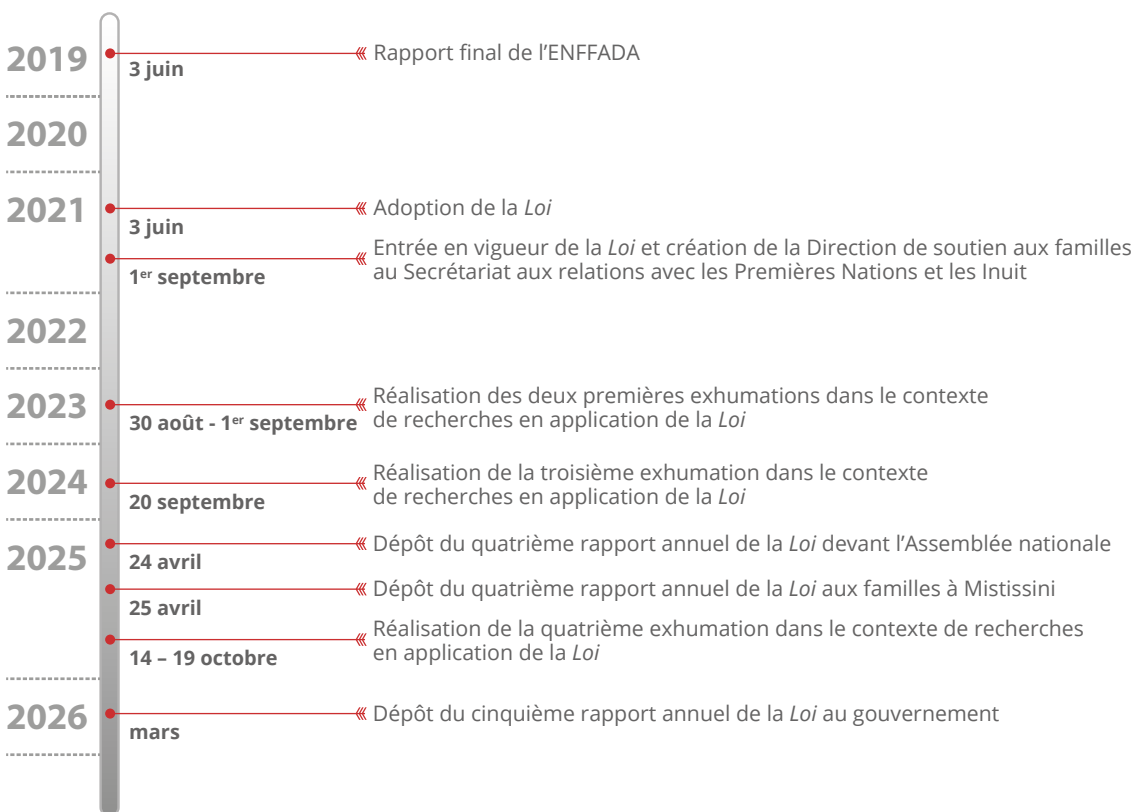 2019
3 juin
Rapport final de l’ENFFADA
2020
2021
3 juin
Adoption de la Loi
1er septembre
Entrée en vigueur de la Loi et création de la Direction de soutien aux familles
au Secrétariat aux relations avec les Premières Nations et les Inuit
2022
2023
30 août - 1er septembre
Réalisation des deux premières exhumations dans le contexte
de recherches en application de la Loi
2024
20 septembre
Réalisation de la troisième exhumation dans le contexte
de recherches en application de la Loi
2025
24 avril
Dépôt du quatrième rapport annuel de la Loi devant l’Assemblée nationale
25 avril
Dépôt du quatrième rapport annuel de la Loi aux familles à Mistissini
14 – 19 octobre
Réalisation de la quatrième exhumation dans le contexte de recherches
en application de la Loi
2026
mars
Dépôt du cinquième rapport annuel de la Loi au gouvernement